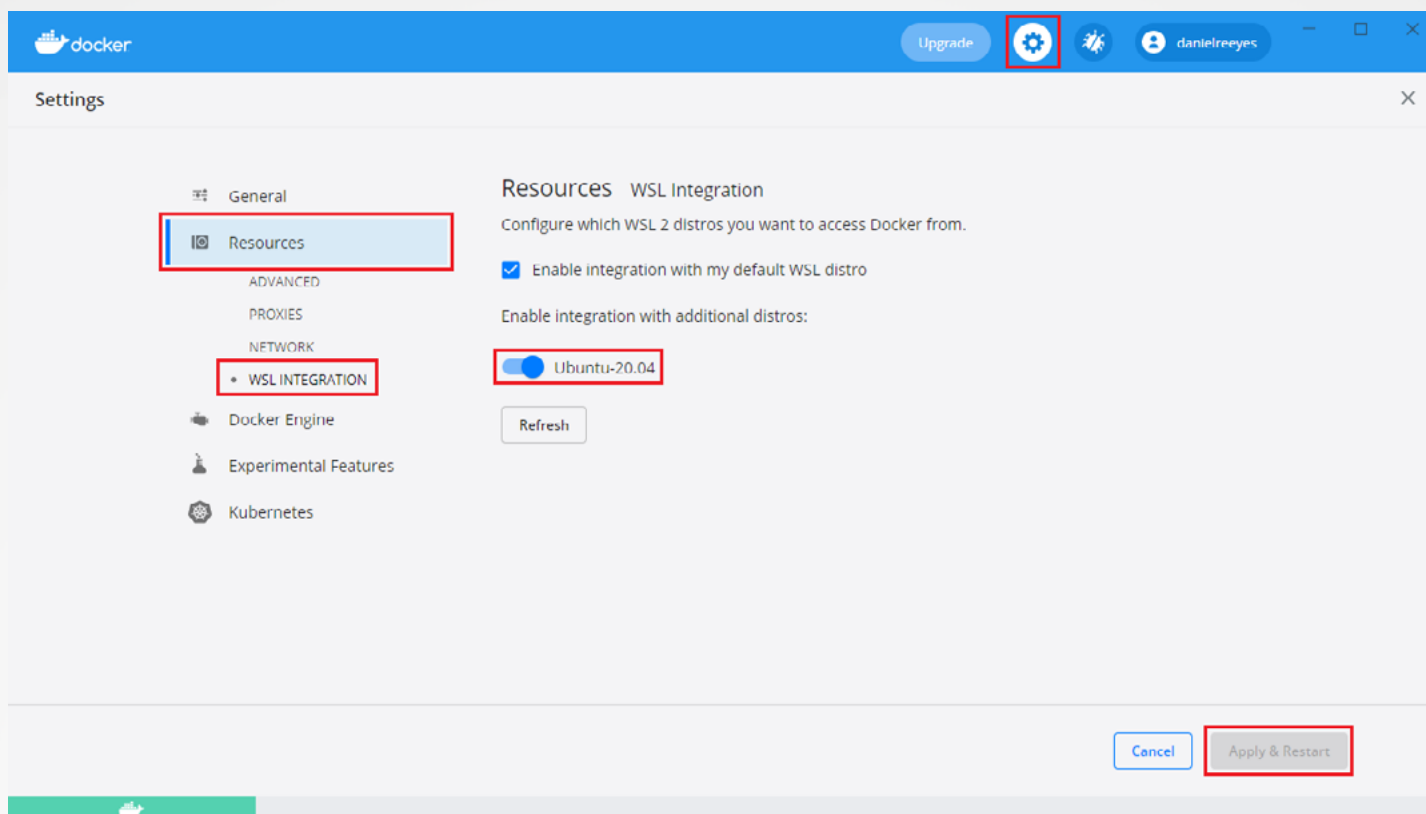 docker
Upgrade
danielreeyes
Settings
General
Resources
ADVANCED
PROXIES
NETWORK
WSL INTEGRATION
Docker Engine
Experimental Features
Kubernetes
Resources WSL Integration
Configure which WSL 2 distros you want to access Docker from.
Enable integration with my default WSL distro
Enable integration with additional distros:
Ubuntu-20.04
Refresh
Cancel
Apply & Restart